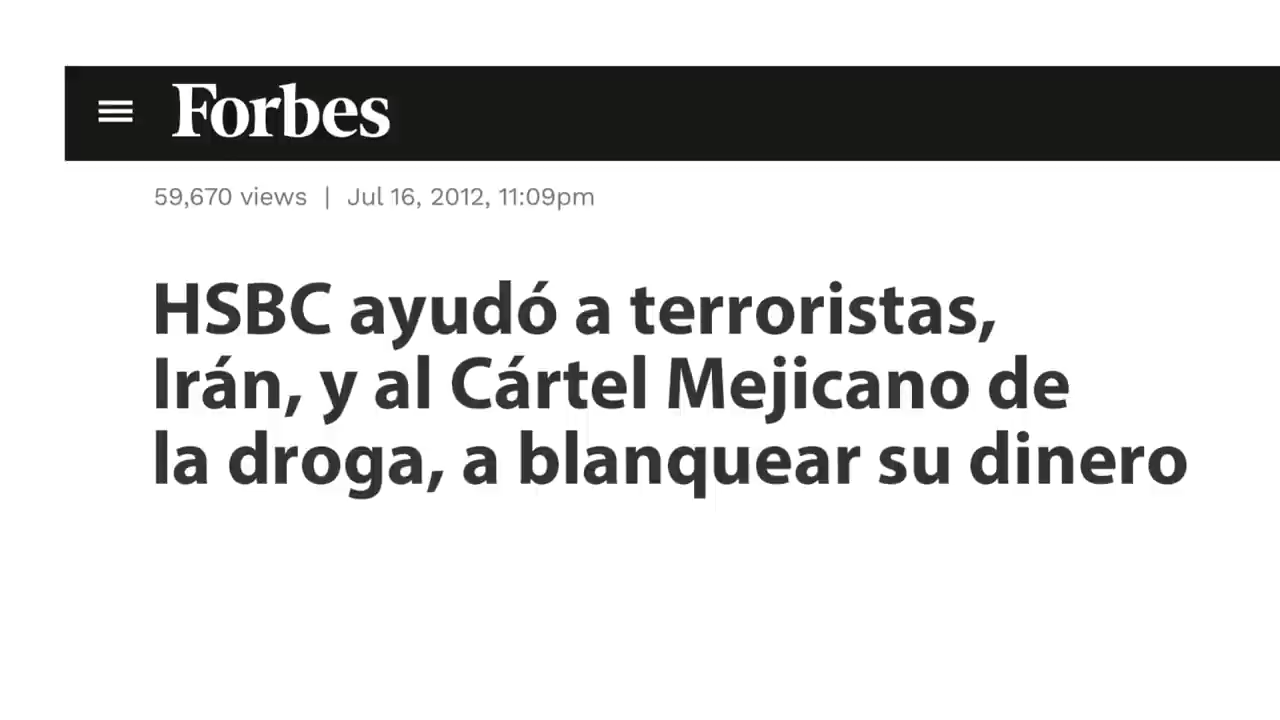 Forbes
59,670 views | Jul 16, 2012, 11:09pm
HSBC ayudó a terroristas,
Irán, y al Cártel Mejicano de
la droga, a blanquear su dinero